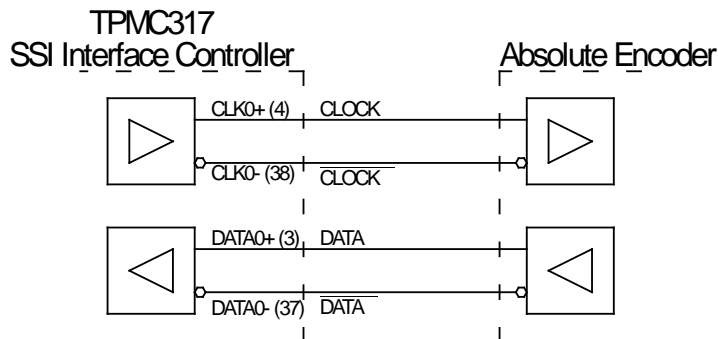 TPMC317
SSI Interface Controller
Absolute Encoder
CLK0+ (4) CLOCK
CLK0- (38) CLOCK
DATA0+ (3) DATA
DATA0- (37) DATA